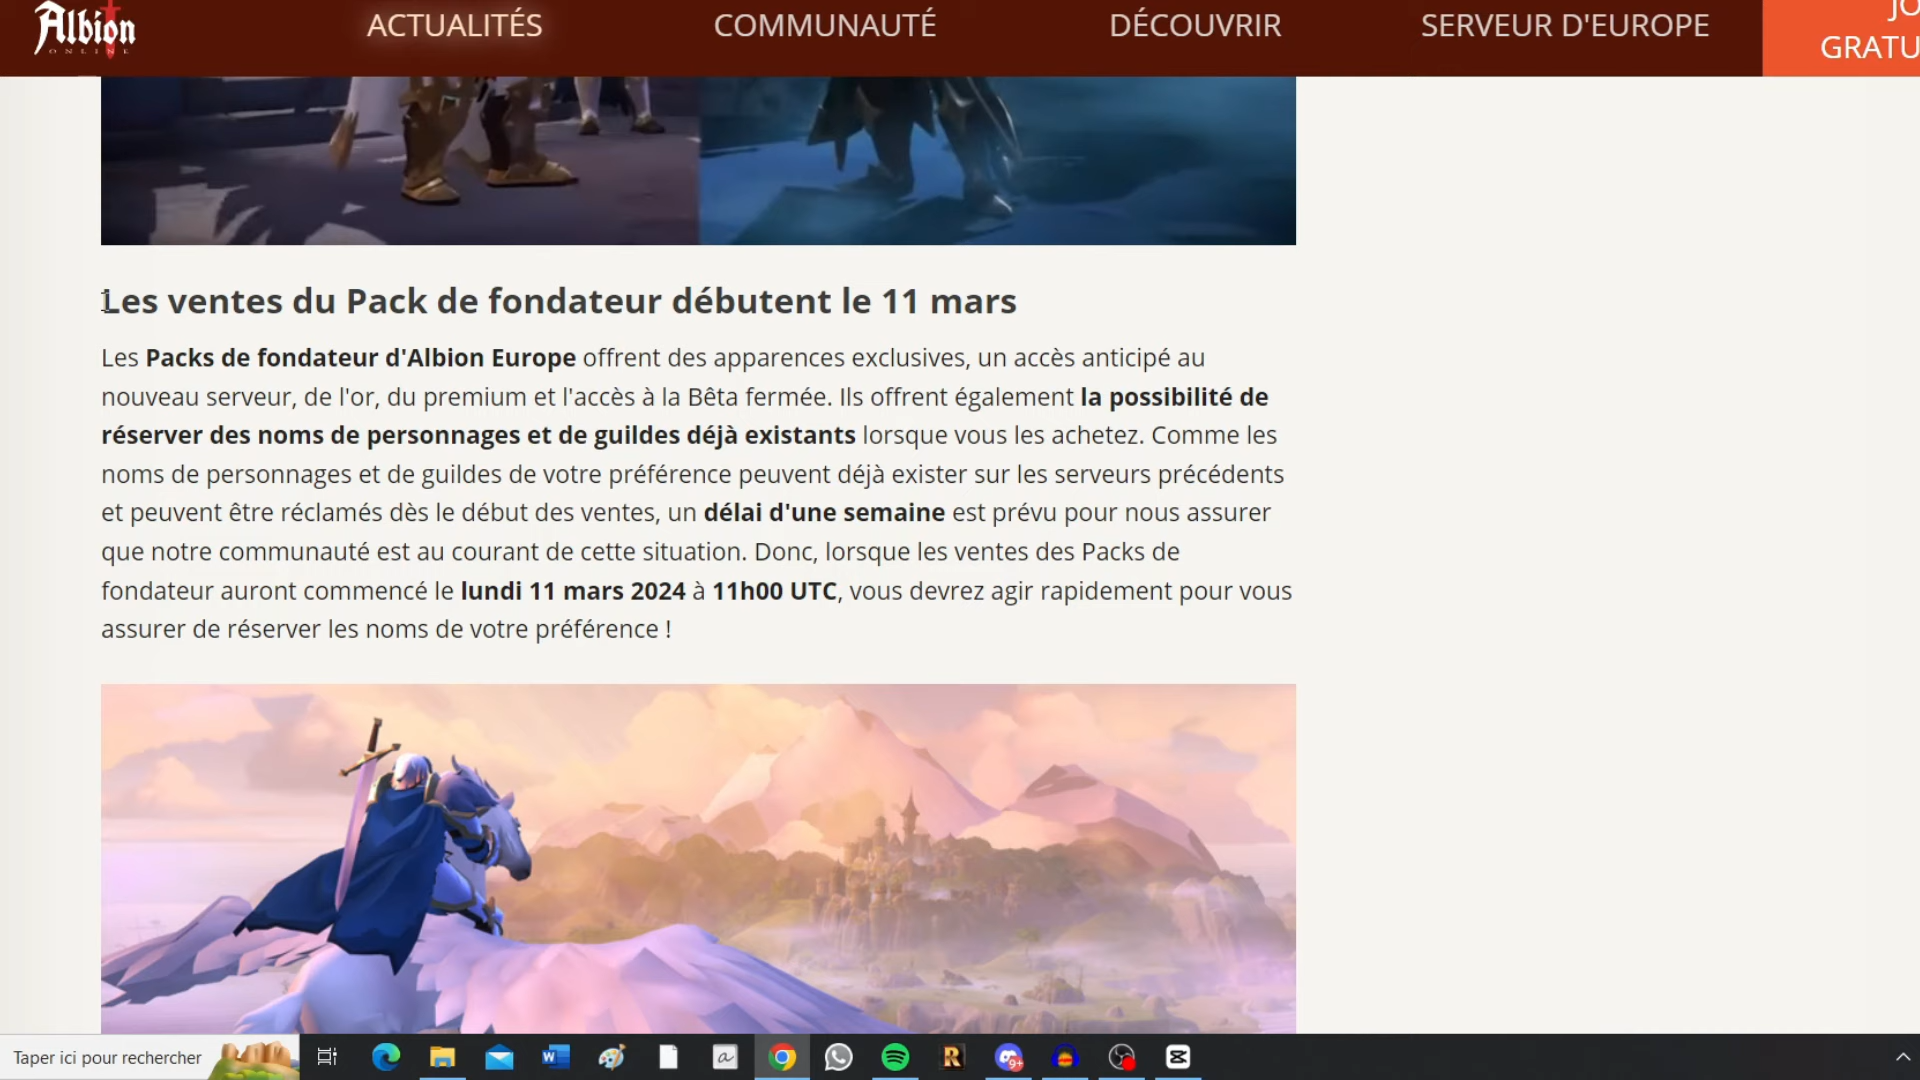 Albion
ONLINE
ACTUALITÉS
COMMUNAUTÉ
DÉCOUVRIR
SERVEUR D'EUROPE
JO
GRATU
Les ventes du Pack de fondateur débutent le 11 mars
Les Packs de fondateur d'Albion Europe offrent des apparences exclusives, un accès anticipé au
nouveau serveur, de l'or, du premium et l'accès à la Bêta fermée. Ils offrent également la possibilité de
réserver des noms de personnages et de guildes déjà existants lorsque vous les achetez. Comme les
noms de personnages et de guildes de votre préférence peuvent déjà exister sur les serveurs précédents
et peuvent être réclamés dès le début des ventes, un délai d'une semaine est prévu pour nous assurer
que notre communauté est au courant de cette situation. Donc, lorsque les ventes des Packs de
fondateur auront commencé le lundi 11 mars 2024 à 11h00 UTC, vous devrez agir rapidement pour vous
assurer de réserver les noms de votre préférence !
Taper ici pour rechercher
W
a
R
9+